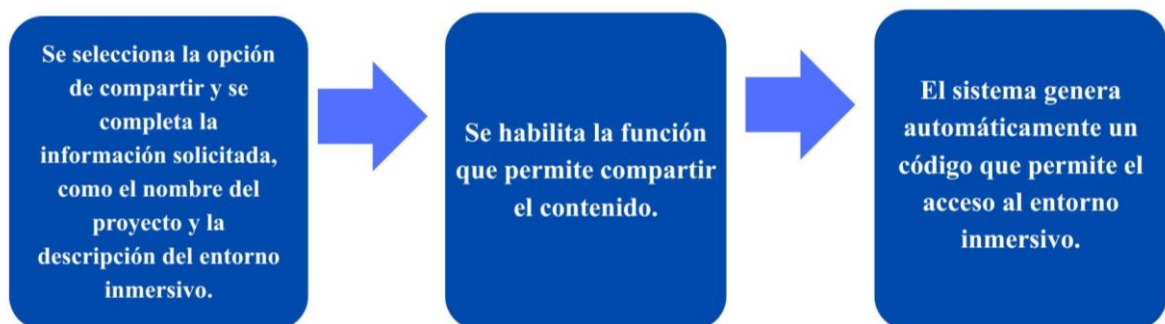 Se selecciona la opción
de compartir y se
completa la
información solicitada,
como el nombre del
proyecto y la
descripción del entorno
inmersivo.
Se habilita la función
que permite compartir
el contenido.
El sistema genera
automáticamente un
código que permite el
acceso al entorno
inmersivo.